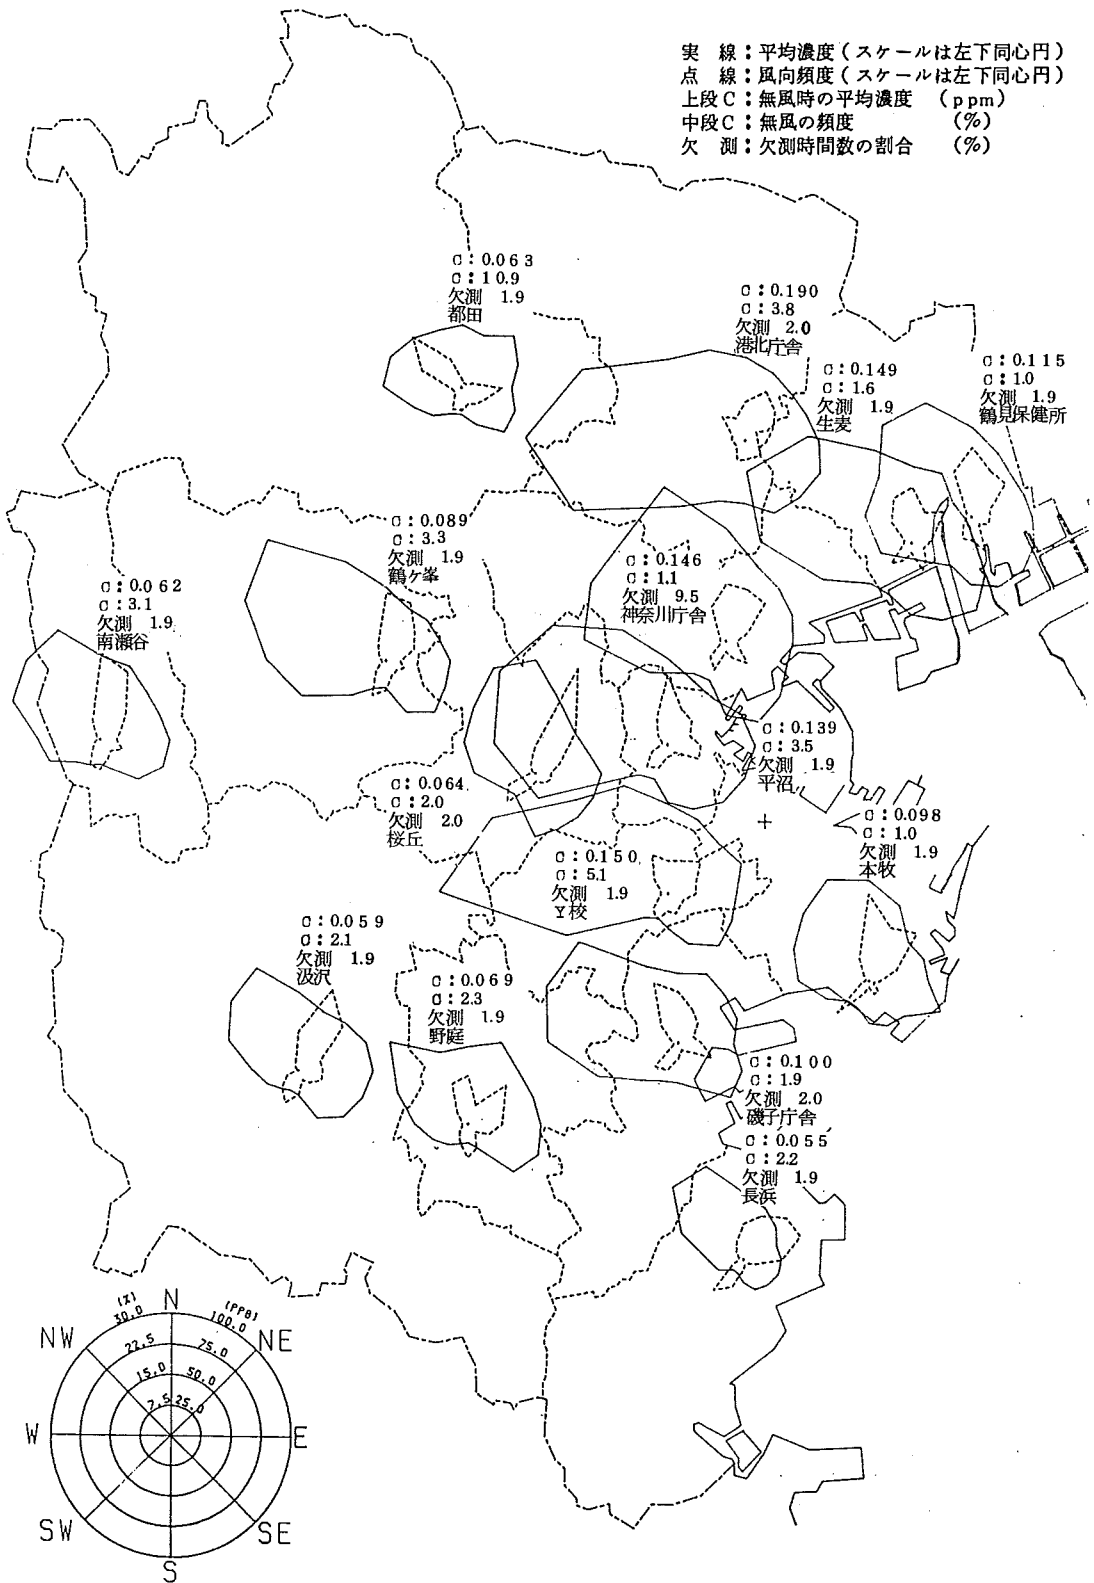 実　線：平均濃度（スケールは左下同心円）
点　線：風向頻度（スケールは左下同心円）
上段C：無風時の平均濃度　（ppm）
中段C：無風の頻度　（%）
欠　測：欠測時間数の割合　（%）
C：0.063
C：10.9
欠測 1.9
都田
C：0.190
C：3.8
欠測 2.0
港北庁舎
C：0.149
C：1.6
欠測 1.9
生麦
C：0.115
C：1.0
欠測 1.9
鶴見保健所
C：0.089
C：3.3
欠測 1.9
鶴ケ峯
C：0.146
C：1.1
欠測 9.5
神奈川庁舎
C：0.062
C：3.1
欠測 1.9
南瀬谷
C：0.139
C：3.5
欠測 1.9
平沼
C：0.064
C：2.0
欠測 2.0
桜丘
C：0.098
C：1.0
欠測 1.9
本牧
C：0.150
C：5.1
欠測 1.9
Y校
C：0.059
C：2.1
欠測 1.9
汲沢
C：0.069
C：2.3
欠測 1.9
野庭
C：0.100
C：1.9
欠測 2.0
磯子庁舎
C：0.055
C：2.2
欠測 1.9
長浜
(%) N (PPB)
30.0 100.0
NW NE
22.5 75.0
15.0 50.0
7.5 25.0
W E
SW SE
S